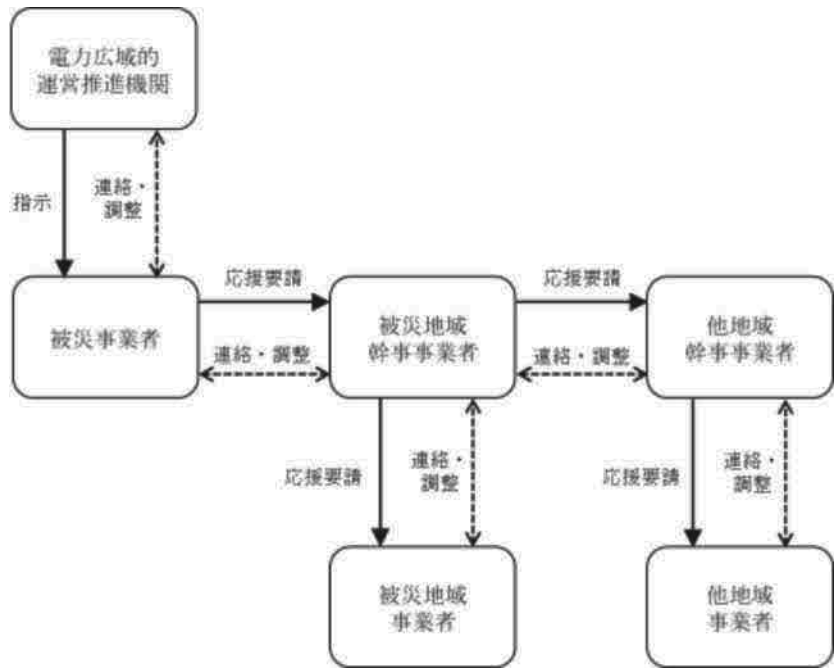 電力広域的
運営推進機関
指示
連絡・
調整
被災事業者
応援要請
連絡・調整
被災地域
幹事事業者
応援要請
連絡・調整
他地域
幹事事業者
応援要請
連絡・
調整
応援要請
連絡・
調整
被災地域
事業者
他地域
事業者